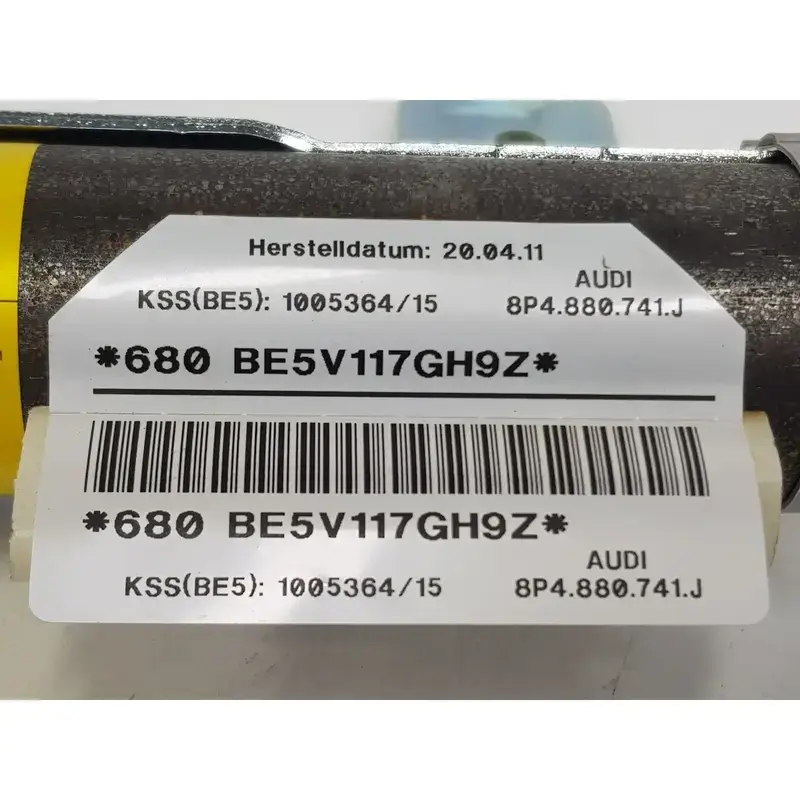 Herstelldatum: 20.04.11
AUDI
KSS(BE5): 1005364/15 8P4.880.741.J
*680 BE5V117GH9Z*
*680 BE5V117GH9Z*
AUDI
KSS(BE5): 1005364/15 8P4.880.741.J